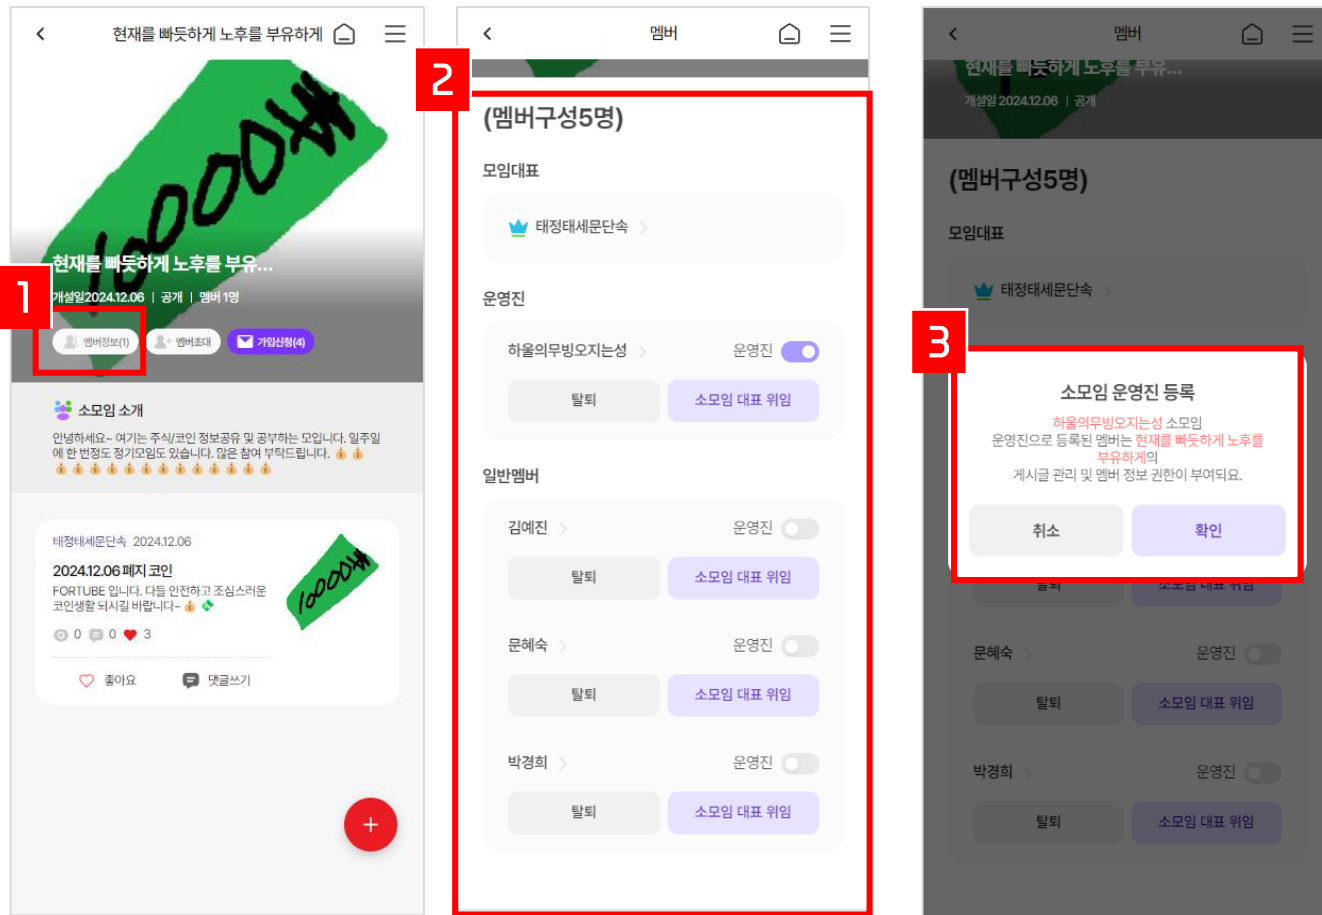 현재를 빠듯하게 노후를 부유하게
10000₩
현재를 빠듯하게 노후를 부유...
개설일2024.12.06 | 공개 | 멤버 1명
1
멤버정보(1)
멤버초대
가입신청(4)
소모임 소개
안녕하세요~ 여기는 주식/코인 정보공유 및 공부하는 모입니다. 일주일
에 한 번정도 정기모임도 있습니다. 많은 참여 부탁드립니다.
태정태세문단속 2024.12.06
2024.12.06 페지 코인
FORTUBE 입니다. 다들 안전하고 조심스러운
코인생활 되시길 바랍니다~
10000₩
0 0 3
좋아요
댓글쓰기
+
멤버
2
(멤버구성5명)
모임대표
태정태세문단속
운영진
하울의무빙오지는성 운영진
탈퇴 소모임 대표 위임
일반멤버
김예진 운영진
탈퇴 소모임 대표 위임
문혜숙 운영진
탈퇴 소모임 대표 위임
박경희 운영진
탈퇴 소모임 대표 위임
멤버
현재를 빠듯하게 노후를 부유...
개설일 2024.12.06 | 공개
(멤버구성5명)
모임대표
태정태세문단속
3
소모임 운영진 등록
하울의무빙오지는성 소모임
운영진으로 등록된 멤버는 현재를 빠듯하게 노후를
부유하게의
게시글 관리 및 멤버 정보 권한이 부여되요.
취소 확인
탈퇴 소모임 대표 위임
문혜숙 운영진
탈퇴 소모임 대표 위임
박경희 운영진
탈퇴 소모임 대표 위임